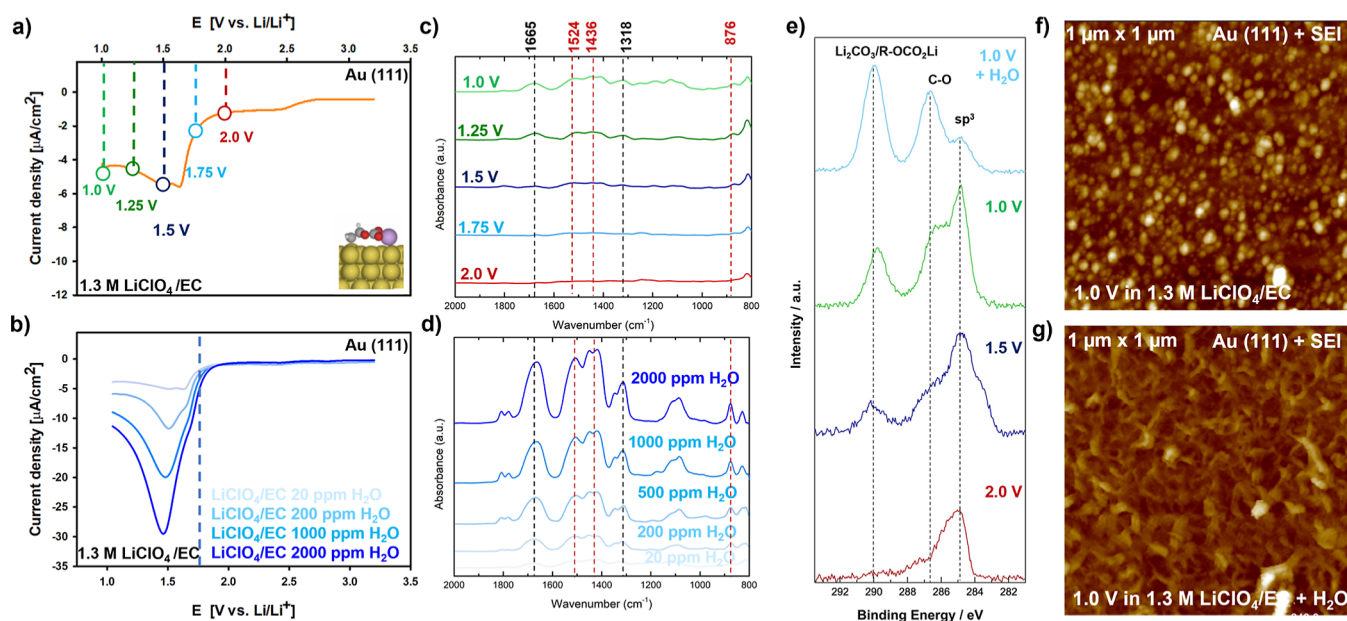 a)
E [V vs. Li/Li⁺]
1.0 1.5 2.0 2.5 3.0 3.5
Au (111)
Current density [µA/cm²]
0
-2
-4
-6
-8
-10
-12
1.0 V
1.25 V
1.5 V
1.75 V
2.0 V
1.3 M LiClO₄/EC
b)
Au (111)
Current density [µA/cm²]
0
-5
-10
-15
-20
-25
-30
-35
LiClO₄/EC 20 ppm H₂O
LiClO₄/EC 200 ppm H₂O
LiClO₄/EC 1000 ppm H₂O
LiClO₄/EC 2000 ppm H₂O
1.3 M LiClO₄/EC
1.0 1.5 2.0 2.5 3.0 3.5
E [V vs. Li/Li⁺]
c)
1665
1524
1436
1318
876
1.0 V
1.25 V
1.5 V
1.75 V
2.0 V
Absorbance (a.u.)
2000 1800 1600 1400 1200 1000 800
Wavenumber (cm⁻¹)
d)
2000 ppm H₂O
1000 ppm H₂O
500 ppm H₂O
200 ppm H₂O
20 ppm H₂O
Absorbance (a.u.)
2000 1800 1600 1400 1200 1000 800
Wavenumber (cm⁻¹)
e)
Li₂CO₃/R-OCO₂Li
1.0 V
+ H₂O
C-O
sp³
1.0 V
1.5 V
2.0 V
Intensity / a.u.
292 290 288 286 284 282
Binding Energy / eV
f)
1 µm x 1 µm Au (111) + SEI
1.0 V in 1.3 M LiClO₄/EC
g)
1 µm x 1 µm Au (111) + SEI
1.0 V in 1.3 M LiClO₄/EC + H₂O